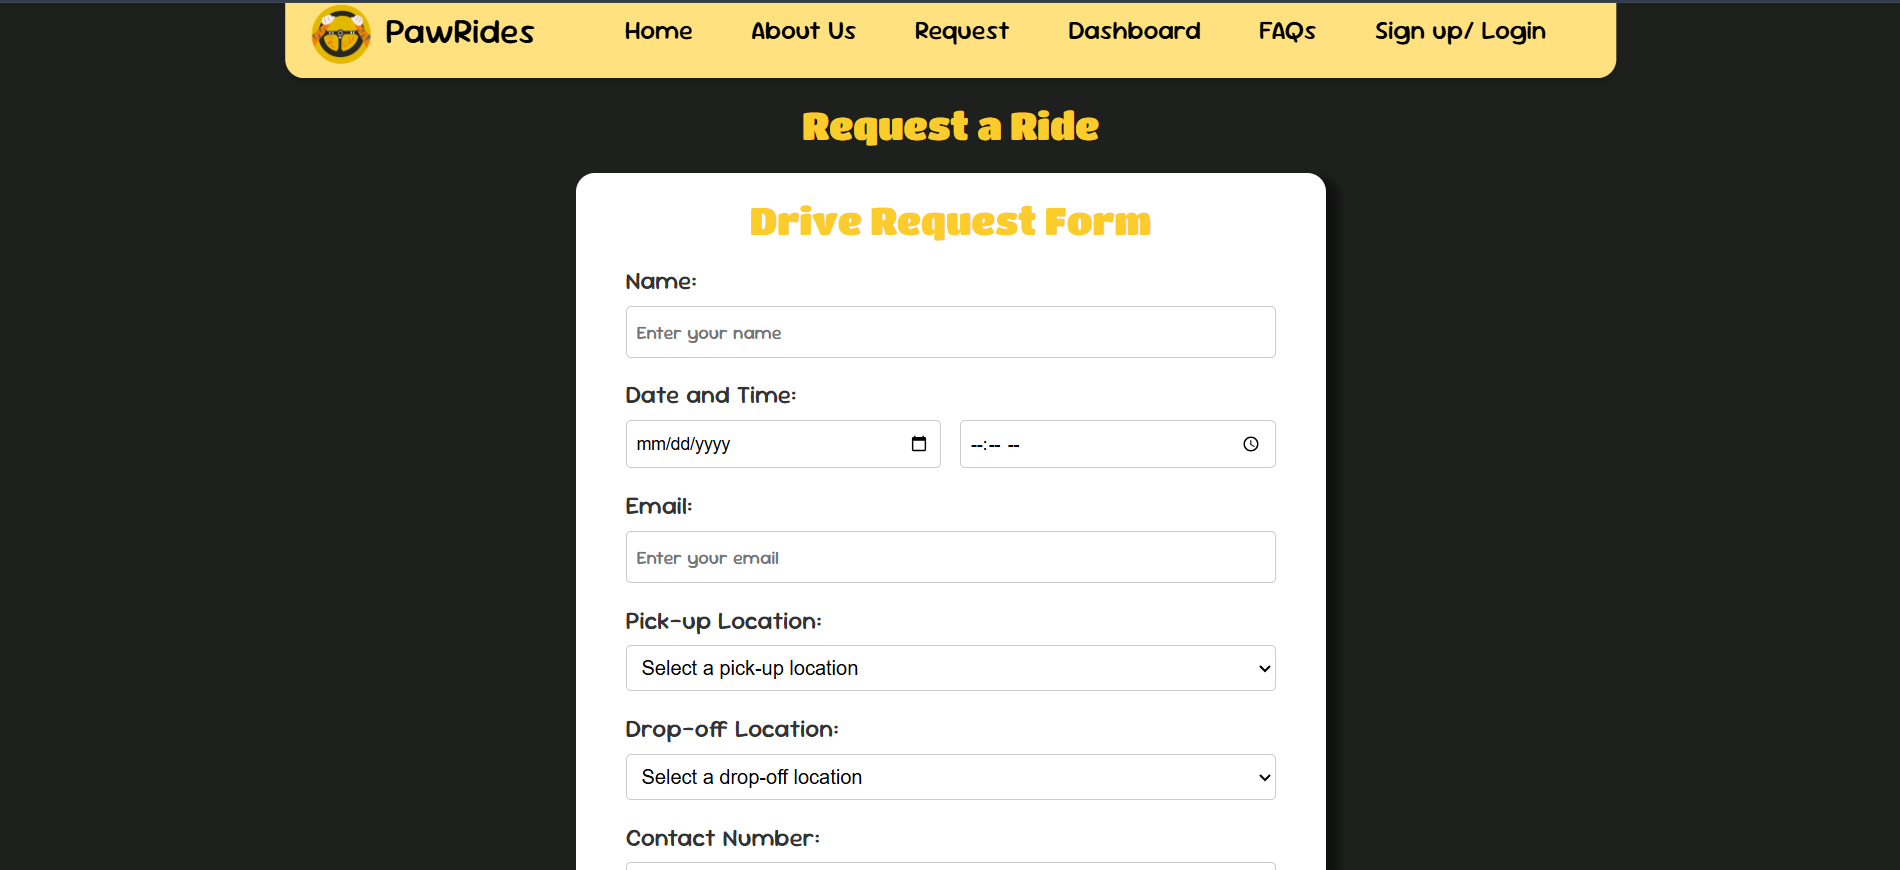 PawRides Home About Us Request Dashboard FAQs Sign up/ Login
Request a Ride
Drive Request Form
Name:
Enter your name
Date and Time:
mm/dd/yyyy --:-- --
Email:
Enter your email
Pick-up Location:
Select a pick-up location
Drop-off Location:
Select a drop-off location
Contact Number: